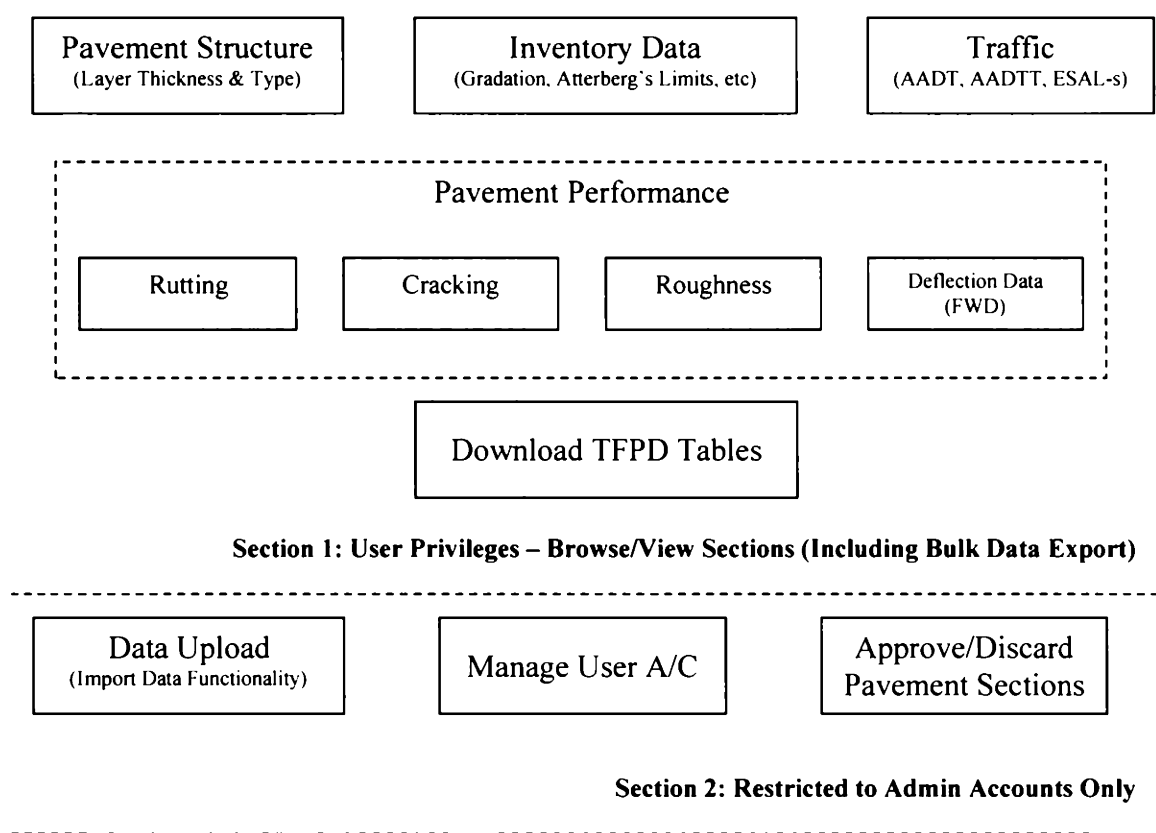 Pavement Structure
(Layer Thickness & Type)
Inventory Data
(Gradation, Atterberg's Limits, etc)
Traffic
(AADT, AADTT, ESAL-s)
Pavement Performance
Rutting
Cracking
Roughness
Deflection Data
(FWD)
Download TFPD Tables
Section 1: User Privileges – Browse/View Sections (Including Bulk Data Export)
Data Upload
(Import Data Functionality)
Manage User A/C
Approve/Discard
Pavement Sections
Section 2: Restricted to Admin Accounts Only